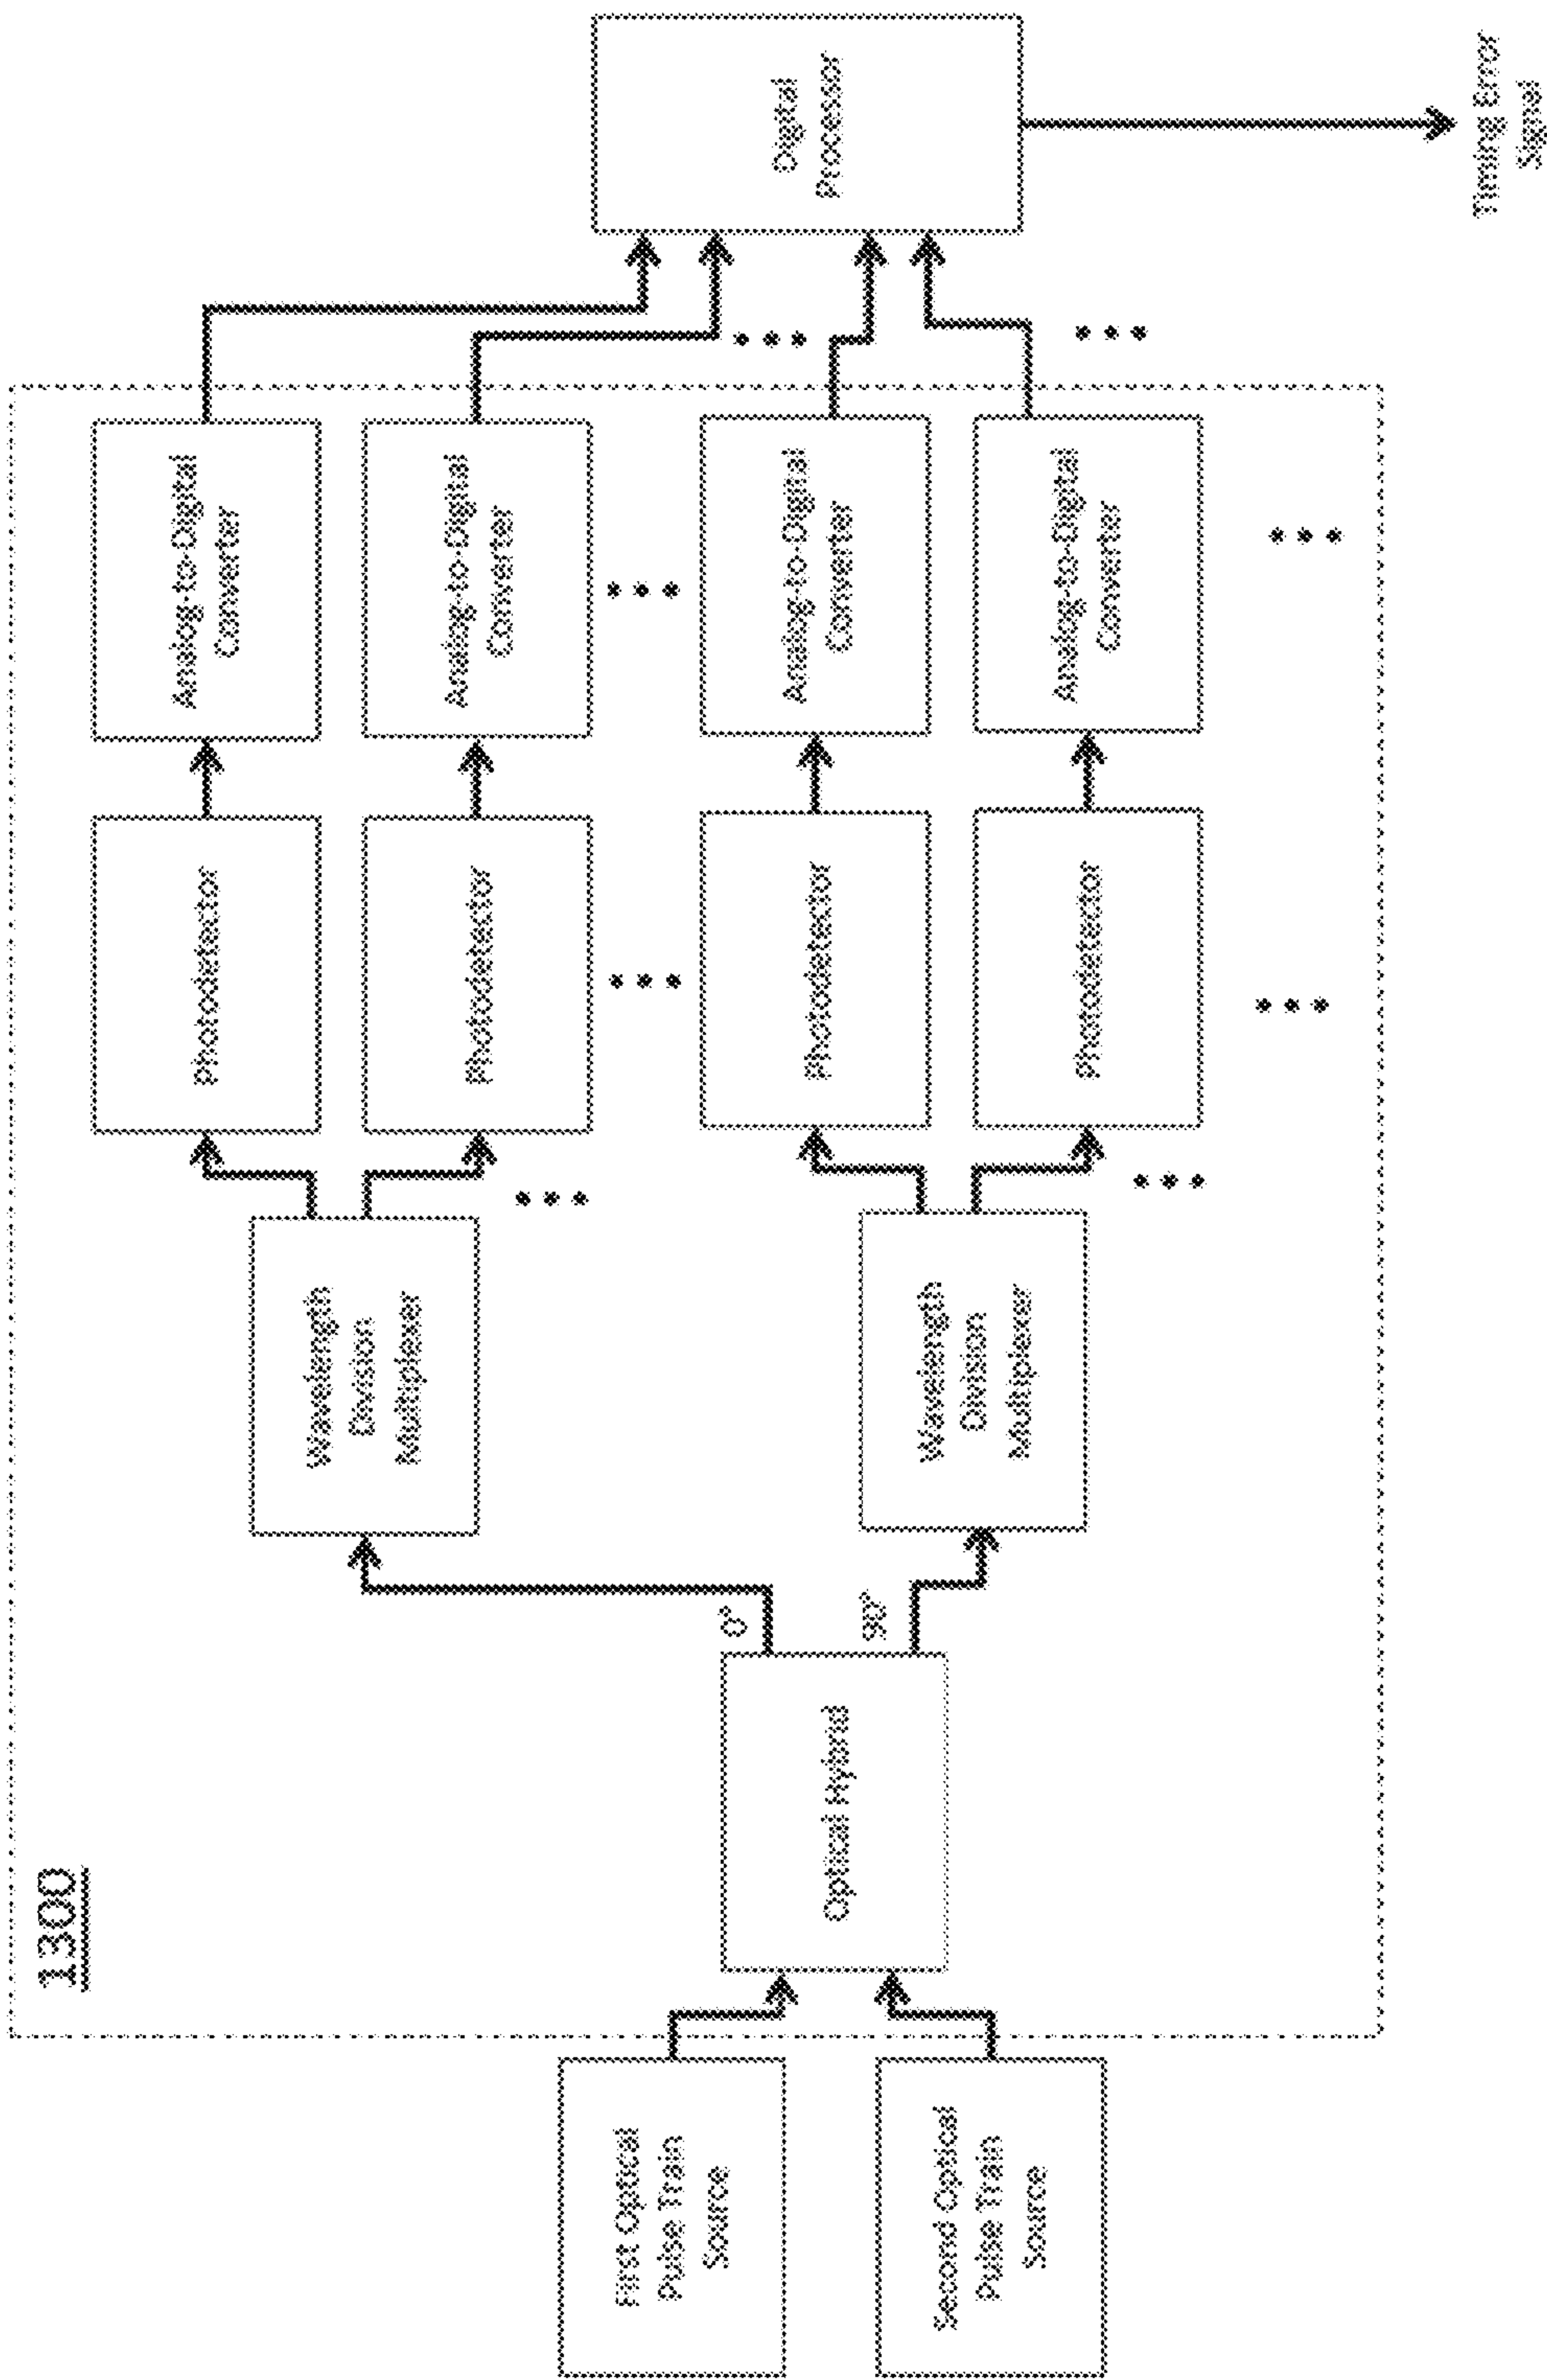 1300
First Optical
Pulse Train
Source
Second Optical
Pulse Train
Source
Optical Hybrid
0°
90°
Wavelength
Division
Multiplexer
Wavelength
Division
Multiplexer
Photodetector
Photodetector
Photodetector
Photodetector
Analog-to-Digital
Converter
Analog-to-Digital
Converter
Analog-to-Digital
Converter
Analog-to-Digital
Converter
Digital
Processor
Timing Error
Signal